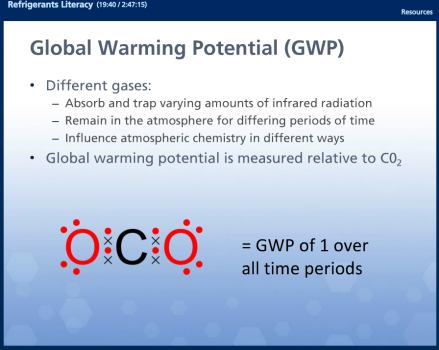 Refrigerants Literacy (19:40 / 2:47:15)
Resources
Global Warming Potential (GWP)
• Different gases:
– Absorb and trap varying amounts of infrared radiation
– Remain in the atmosphere for differing periods of time
– Influence atmospheric chemistry in different ways
• Global warming potential is measured relative to C0₂
O C O
= GWP of 1 over
all time periods